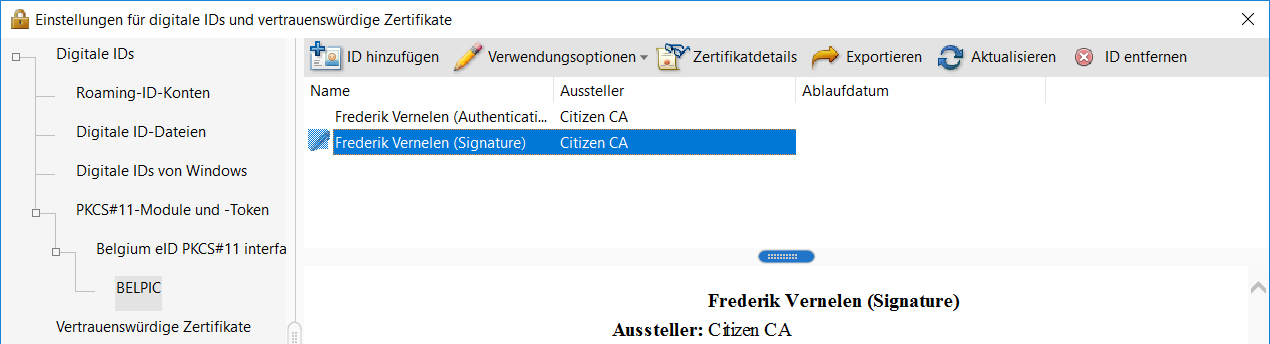 Einstellungen für digitale IDs und vertrauenswürdige Zertifikate
Digitale IDs
Roaming-ID-Konten
Digitale ID-Dateien
Digitale IDs von Windows
PKCS#11-Module und -Token
Belgium eID PKCS#11 interfa
BELPIC
Vertrauenswürdige Zertifikate
ID hinzufügen Verwendungsoptionen Zertifikatdetails Exportieren Aktualisieren ID entfernen
Name Aussteller Ablaufdatum
Frederik Vernelen (Authenticati... Citizen CA
Frederik Vernelen (Signature) Citizen CA
Frederik Vernelen (Signature)
Aussteller: Citizen CA